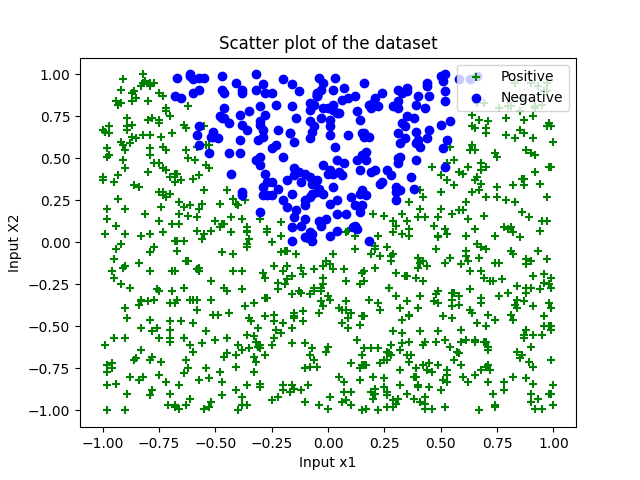 Scatter plot of the dataset
Positive
Negative
1.00
0.75
0.50
0.25
0.00
−0.25
−0.50
−0.75
−1.00
Input X2
−1.00 −0.75 −0.50 −0.25 0.00 0.25 0.50 0.75 1.00
Input x1